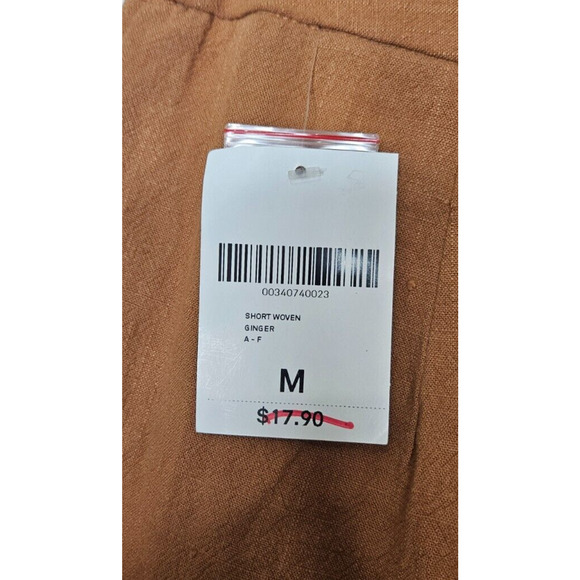 00340740023
SHORT WOVEN
GINGER
A - F
M
$17.90